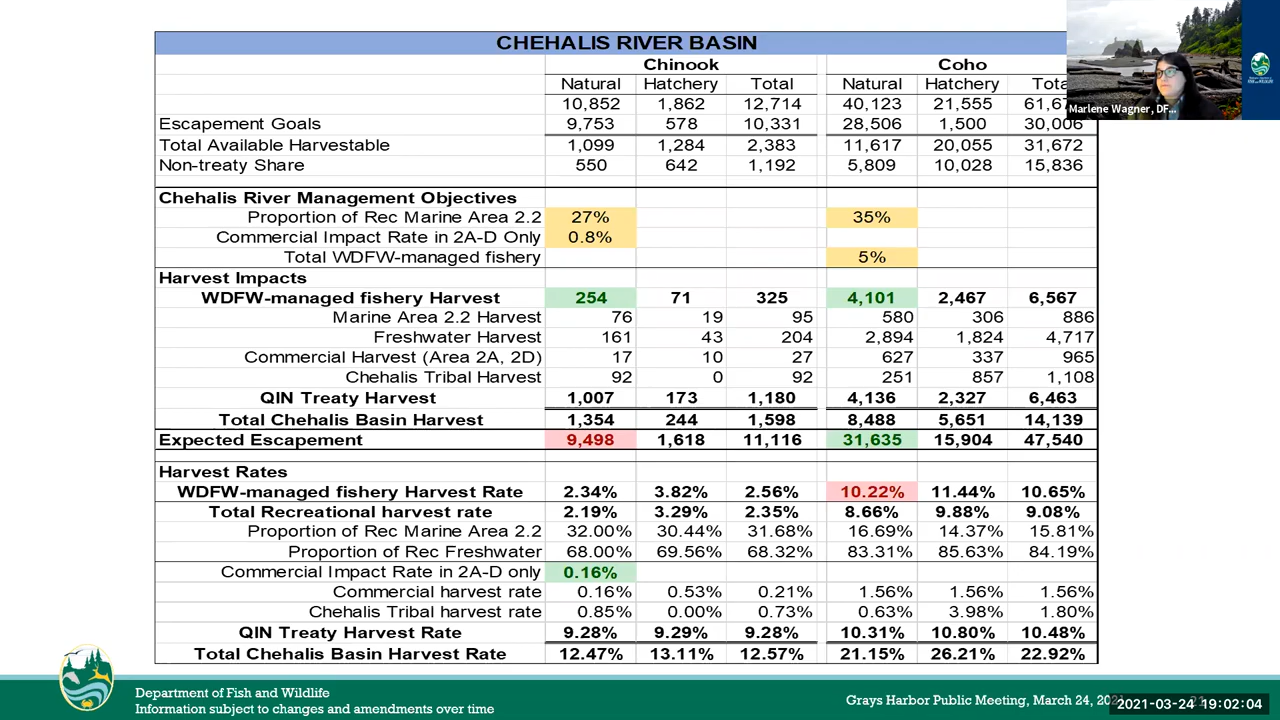 CHEHALIS RIVER BASIN
Chinook Coho
Natural Hatchery Total Natural Hatchery
10,852 1,862 12,714 40,123 21,555
Marlene Wagner, DF...
Escapement Goals 9,753 578 10,331 28,506 1,500 30,006
Total Available Harvestable 1,099 1,284 2,383 11,617 20,055 31,672
Non-treaty Share 550 642 1,192 5,809 10,028 15,836
Chehalis River Management Objectives
Proportion of Rec Marine Area 2.2 27% 35%
Commercial Impact Rate in 2A-D Only 0.8%
Total WDFW-managed fishery 5%
Harvest Impacts
WDFW-managed fishery Harvest 254 71 325 4,101 2,467 6,567
Marine Area 2.2 Harvest 76 19 95 580 306 886
Freshwater Harvest 161 43 204 2,894 1,824 4,717
Commercial Harvest (Area 2A, 2D) 17 10 27 627 337 965
Chehalis Tribal Harvest 92 0 92 251 857 1,108
QIN Treaty Harvest 1,007 173 1,180 4,136 2,327 6,463
Total Chehalis Basin Harvest 1,354 244 1,598 8,488 5,651 14,139
Expected Escapement 9,498 1,618 11,116 31,635 15,904 47,540
Harvest Rates
WDFW-managed fishery Harvest Rate 2.34% 3.82% 2.56% 10.22% 11.44% 10.65%
Total Recreational harvest rate 2.19% 3.29% 2.35% 8.66% 9.88% 9.08%
Proportion of Rec Marine Area 2.2 32.00% 30.44% 31.68% 16.69% 14.37% 15.81%
Proportion of Rec Freshwater 68.00% 69.56% 68.32% 83.31% 85.63% 84.19%
Commercial Impact Rate in 2A-D only 0.16%
Commercial harvest rate 0.16% 0.53% 0.21% 1.56% 1.56% 1.56%
Chehalis Tribal harvest rate 0.85% 0.00% 0.73% 0.63% 3.98% 1.80%
QIN Treaty Harvest Rate 9.28% 9.29% 9.28% 10.31% 10.80% 10.48%
Total Chehalis Basin Harvest Rate 12.47% 13.11% 12.57% 21.15% 26.21% 22.92%
Department of Fish and Wildlife
Information subject to changes and amendments over time
Grays Harbor Public Meeting, March 24,
2021-03-24 19:02:04